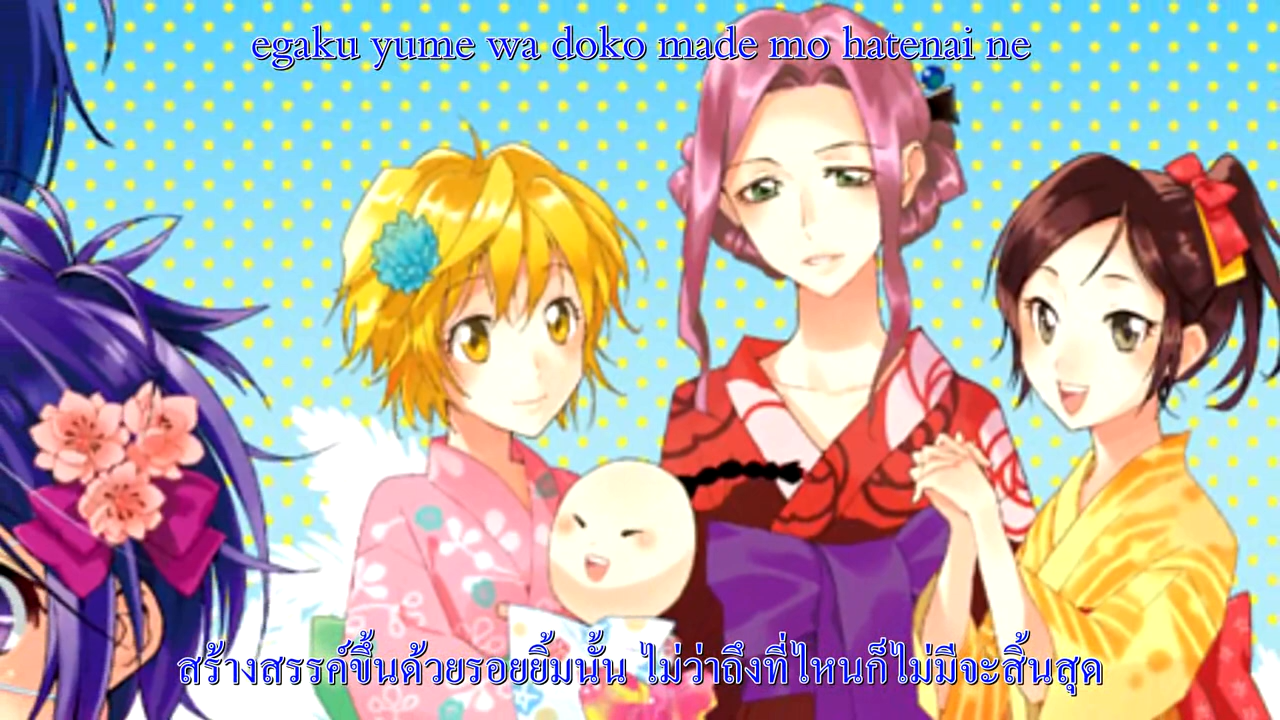 egaku yume wa doko made mo hatenai ne
สร้างสรรค์ขึ้นด้วยรอยยิ้มนั้น ไม่ว่าถึงที่ไหนก็ไม่มีจะสิ้นสุด